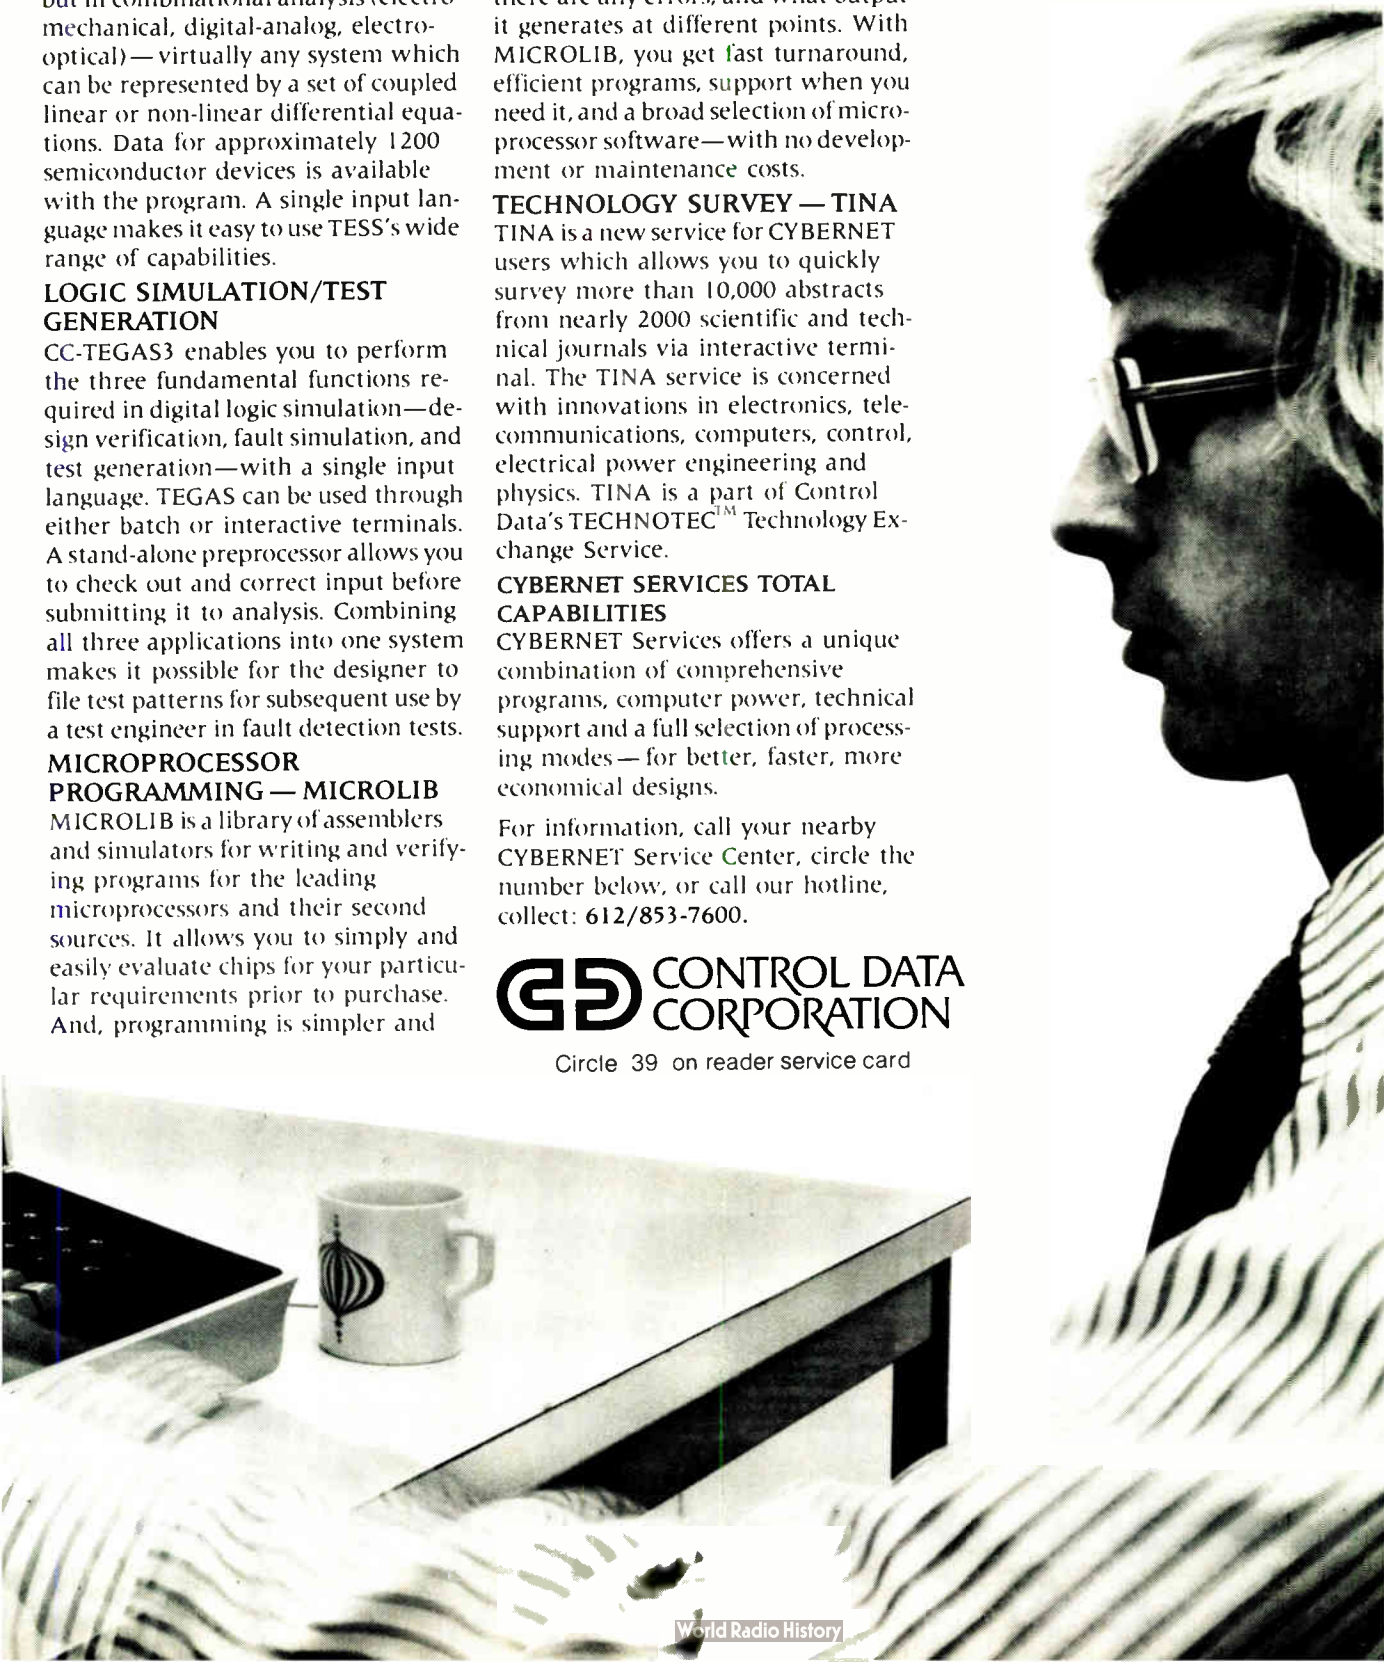 but in combinational analysis (electro-
mechanical, digital-analog, electro-
optical)—virtually any system which
can be represented by a set of coupled
linear or non-linear differential equa-
tions. Data for approximately 1200
semiconductor devices is available
with the program. A single input lan-
guage makes it easy to use TESS's wide
range of capabilities.
LOGIC SIMULATION/TEST
GENERATION
CC-TEGAS3 enables you to perform
the three fundamental functions re-
quired in digital logic simulation—de-
sign verification, fault simulation, and
test generation—with a single input
language. TEGAS can be used through
either batch or interactive terminals.
A stand-alone preprocessor allows you
to check out and correct input before
submitting it to analysis. Combining
all three applications into one system
makes it possible for the designer to
file test patterns for subsequent use by
a test engineer in fault detection tests.
MICROPROCESSOR
PROGRAMMING — MICROLIB
MICROLIB is a library of assemblers
and simulators for writing and verify-
ing programs for the leading
microprocessors and their second
sources. It allows you to simply and
easily evaluate chips for your particu-
lar requirements prior to purchase.
And, programming is simpler and
there are any errors, and what output
it generates at different points. With
MICROLIB, you get fast turnaround,
efficient programs, support when you
need it, and a broad selection of micro-
processor software—with no develop-
ment or maintenance costs.
TECHNOLOGY SURVEY — TINA
TINA is a new service for CYBERNET
users which allows you to quickly
survey more than 10,000 abstracts
from nearly 2000 scientific and tech-
nical journals via interactive termi-
nal. The TINA service is concerned
with innovations in electronics, tele-
communications, computers, control,
electrical power engineering and
physics. TINA is a part of Control
Data's TECHNOTEC™ Technology Ex-
change Service.
CYBERNET SERVICES TOTAL
CAPABILITIES
CYBERNET Services offers a unique
combination of comprehensive
programs, computer power, technical
support and a full selection of process-
ing modes — for better, faster, more
economical designs.
For information, call your nearby
CYBERNET Service Center, circle the
number below, or call our hotline,
collect: 612/853-7600.
CONTROL DATA
CORPORATION
Circle 39 on reader service card
World Radio History